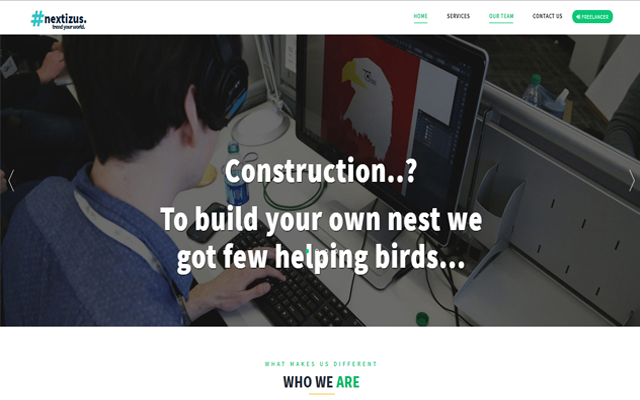 #nextizus.
trend your world.
HOME
SERVICES
OUR TEAM
CONTACT US
FREELANCER
Construction..?
To build your own nest we
got few helping birds...
WHAT MAKES US DIFFERENT
WHO WE ARE